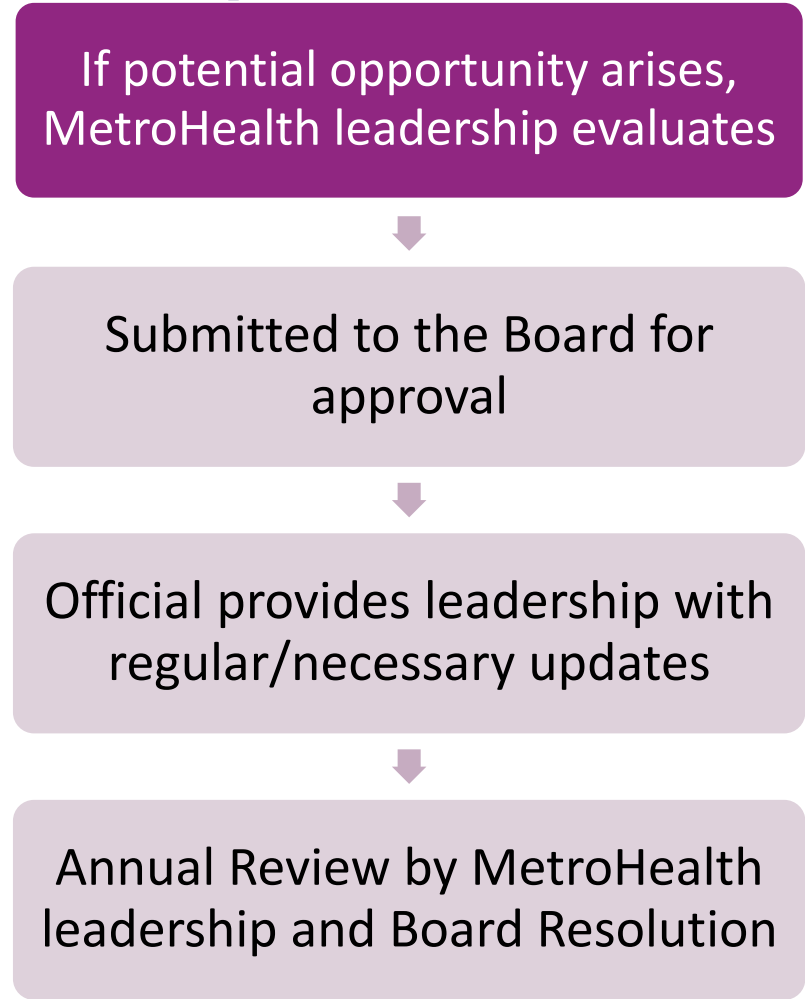 If potential opportunity arises,
MetroHealth leadership evaluates
Submitted to the Board for
approval
Official provides leadership with
regular/necessary updates
Annual Review by MetroHealth
leadership and Board Resolution